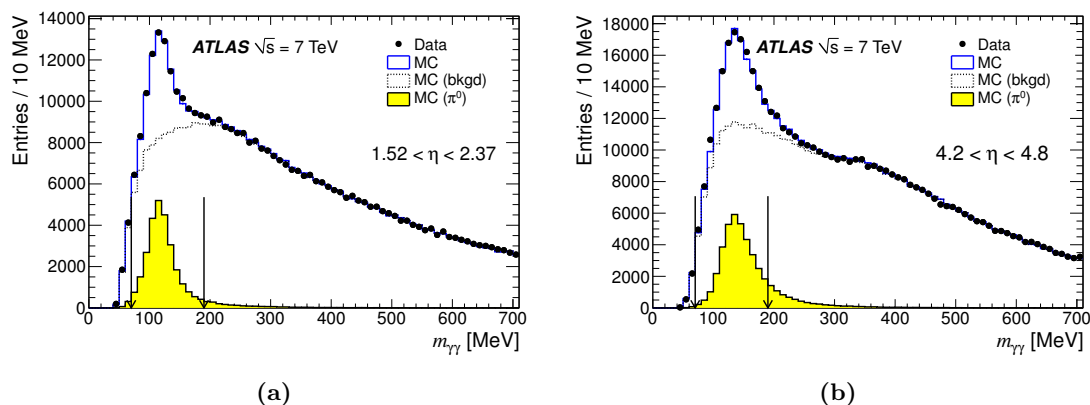 Entries / 10 MeV
14000
12000
10000
8000
6000
4000
2000
0
ATLAS √s = 7 TeV
Data
MC
MC (bkgd)
MC (π⁰)
1.52 < η < 2.37
0 100 200 300 400 500 600 700
mγγ [MeV]
(a)
Entries / 10 MeV
18000
16000
14000
12000
10000
8000
6000
4000
2000
0
ATLAS √s = 7 TeV
Data
MC
MC (bkgd)
MC (π⁰)
4.2 < η < 4.8
0 100 200 300 400 500 600 700
mγγ [MeV]
(b)